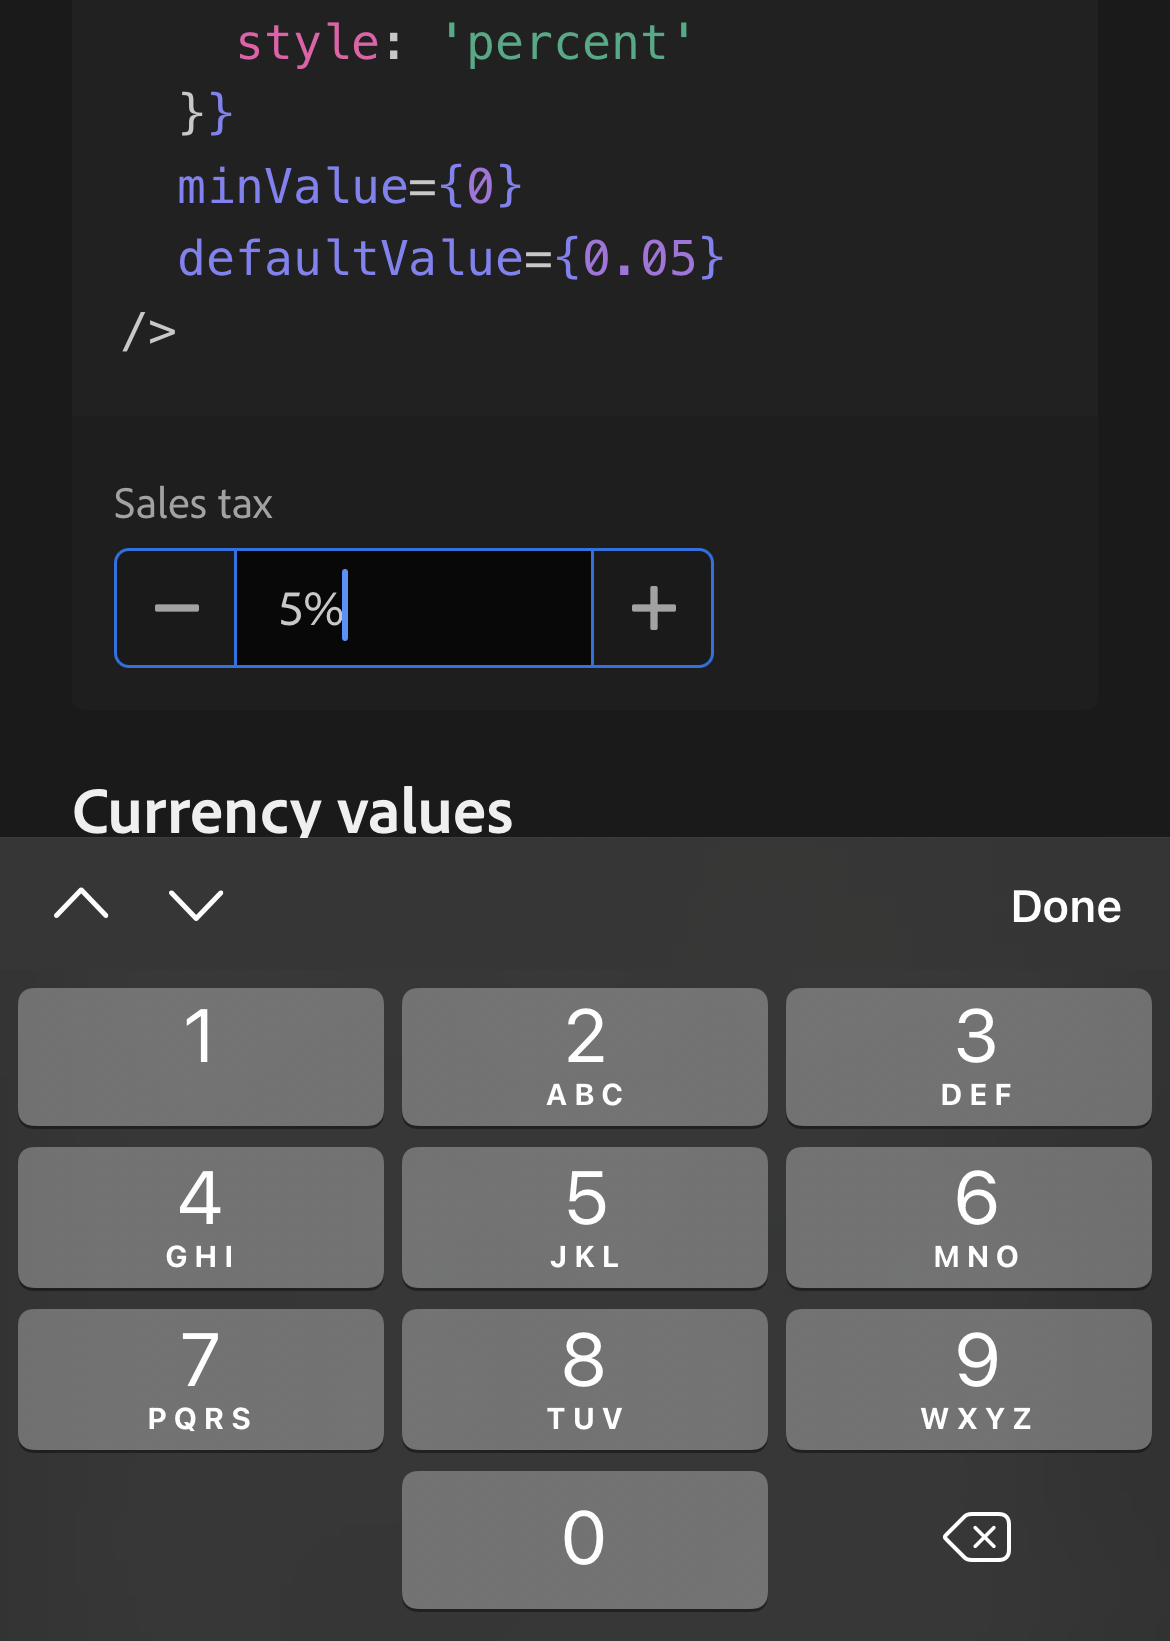 style: 'percent'
}}
minValue={0}
defaultValue={0.05}
/>
Sales tax
5%
Currency values
Done
1
2
ABC
3
DEF
4
GHI
5
JKL
6
MNO
7
PQRS
8
TUV
9
WXYZ
0